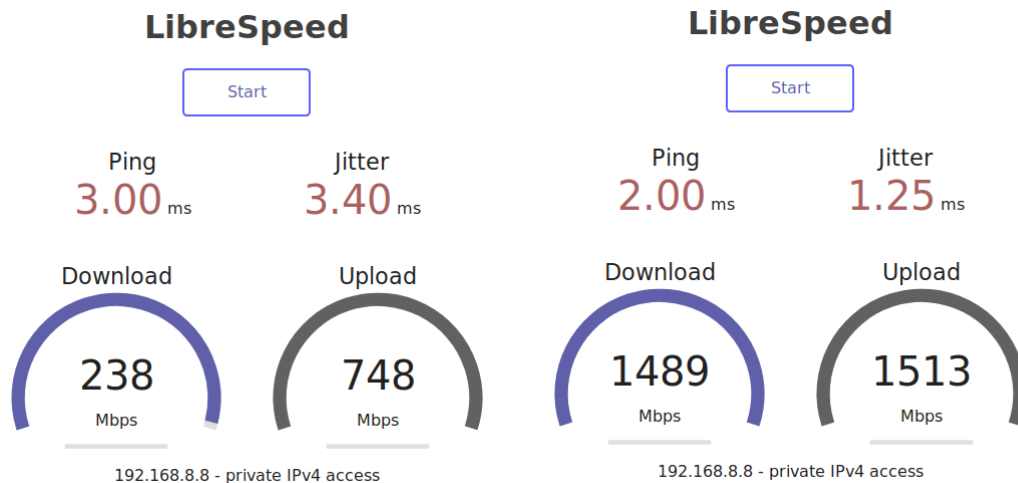 LibreSpeed
Start
Ping Jitter
3.00 ms 3.40 ms
Download Upload
238 748
Mbps Mbps
192.168.8.8 - private IPv4 access
LibreSpeed
Start
Ping Jitter
2.00 ms 1.25 ms
Download Upload
1489 1513
Mbps Mbps
192.168.8.8 - private IPv4 access